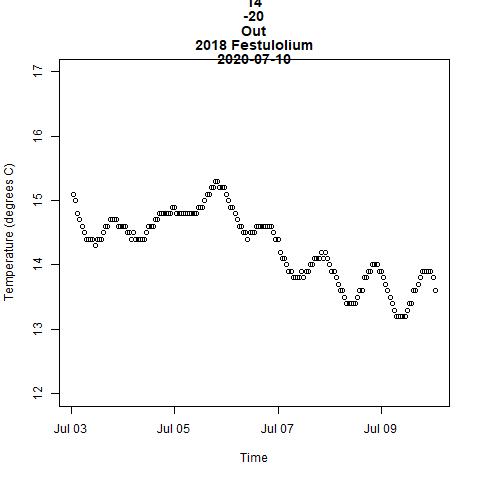 14
-20
Out
2018 Festulolium
2020-07-10
Temperature (degrees C)
17
16
15
14
13
12
Jul 03 Jul 05 Jul 07 Jul 09
Time